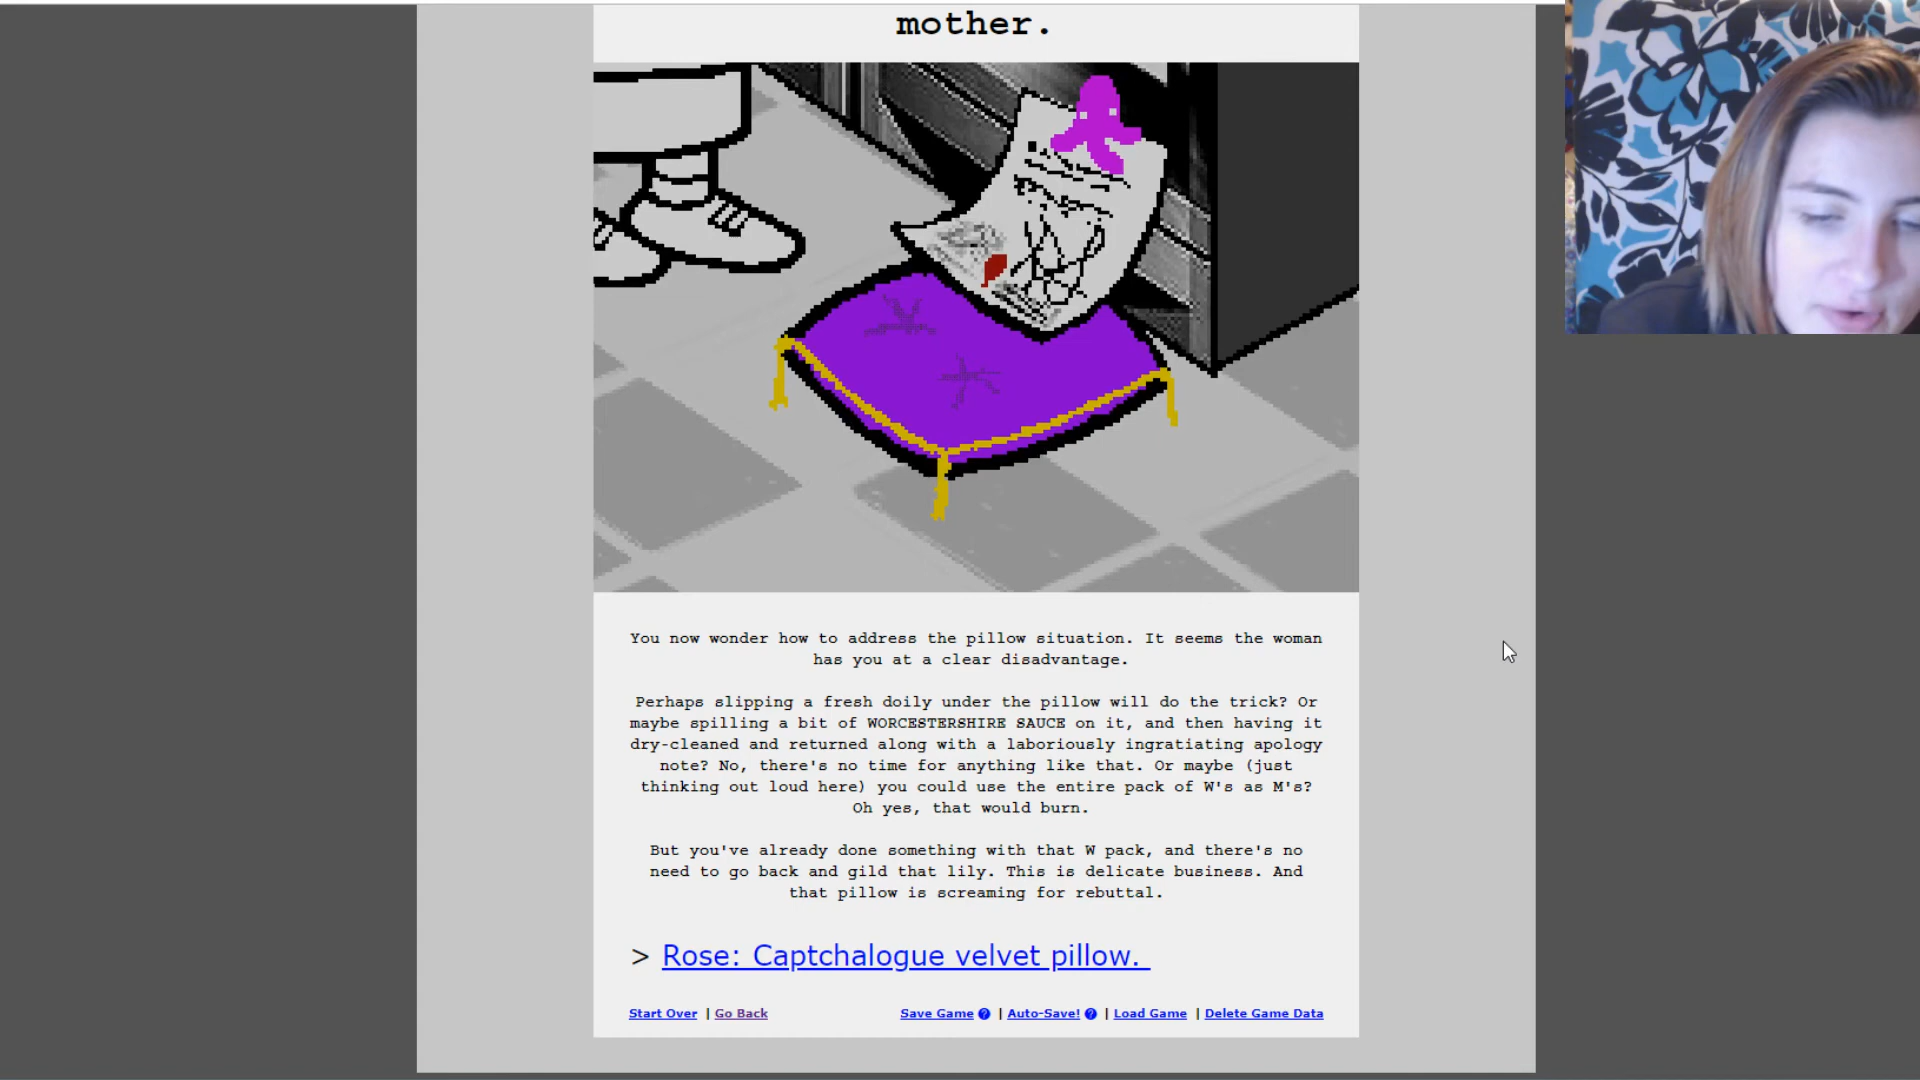 mother.
You now wonder how to address the pillow situation. It seems the woman
has you at a clear disadvantage.
Perhaps slipping a fresh doily under the pillow will do the trick? Or
maybe spilling a bit of WORCESTERSHIRE SAUCE on it, and then having it
dry-cleaned and returned along with a laboriously ingratiating apology
note? No, there's no time for anything like that. Or maybe (just
thinking out loud here) you could use the entire pack of W's as M's?
Oh yes, that would burn.
But you've already done something with that W pack, and there's no
need to go back and gild that lily. This is delicate business. And
that pillow is screaming for rebuttal.
> Rose: Captchalogue velvet pillow.
Start Over | Go Back Save Game ? | Auto-Save! ? | Load Game | Delete Game Data